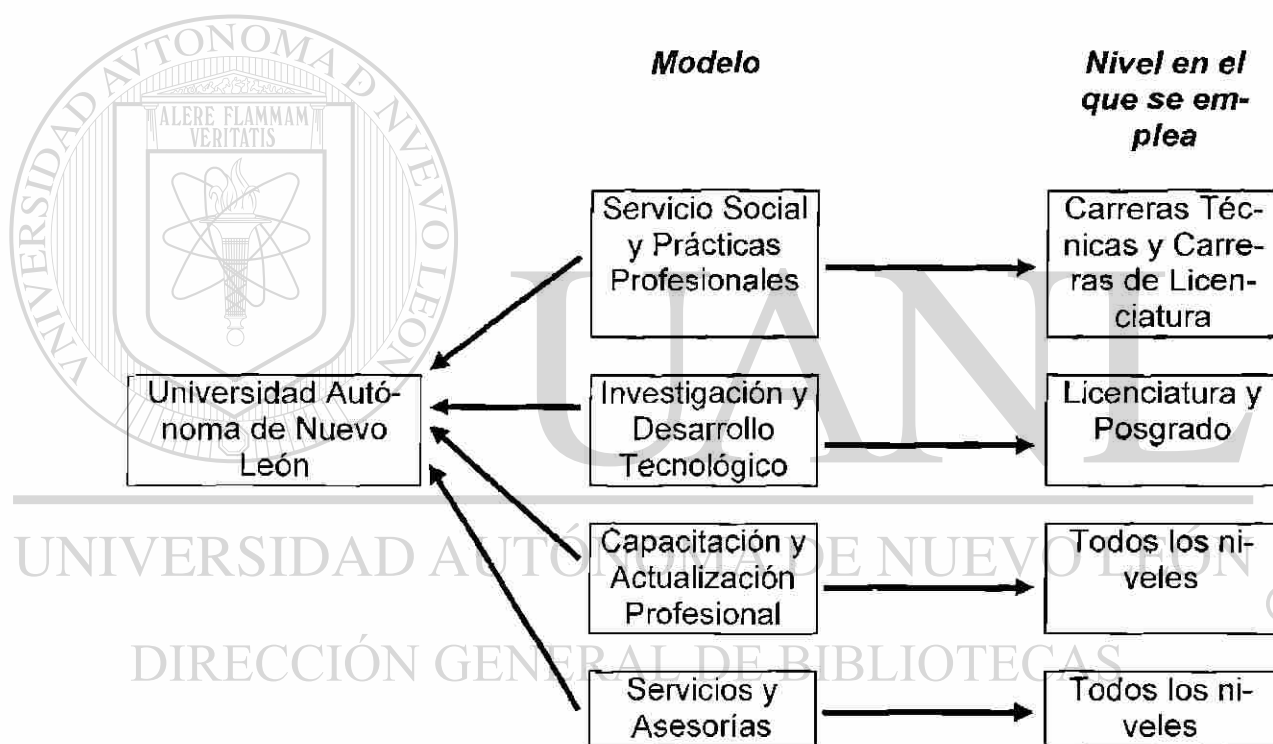 UNIVERSIDAD AVTONOMA DE NVEVO LEON
ALERE FLAMMAM
VERITATIS
UANL
UNIVERSIDAD AUTÓNOMA DE NUEVO LEÓN
DIRECCIÓN GENERAL DE BIBLIOTECAS
Modelo
Nivel en el
que se em-
plea
Universidad Autó-
noma de Nuevo
León
Servicio Social
y Prácticas
Profesionales
Carreras Téc-
nicas y Carre-
ras de Licen-
ciatura
Investigación y
Desarrollo
Tecnológico
Licenciatura y
Posgrado
Capacitación y
Actualización
Profesional
Todos los ni-
veles
Servicios y
Asesorías
Todos los ni-
veles